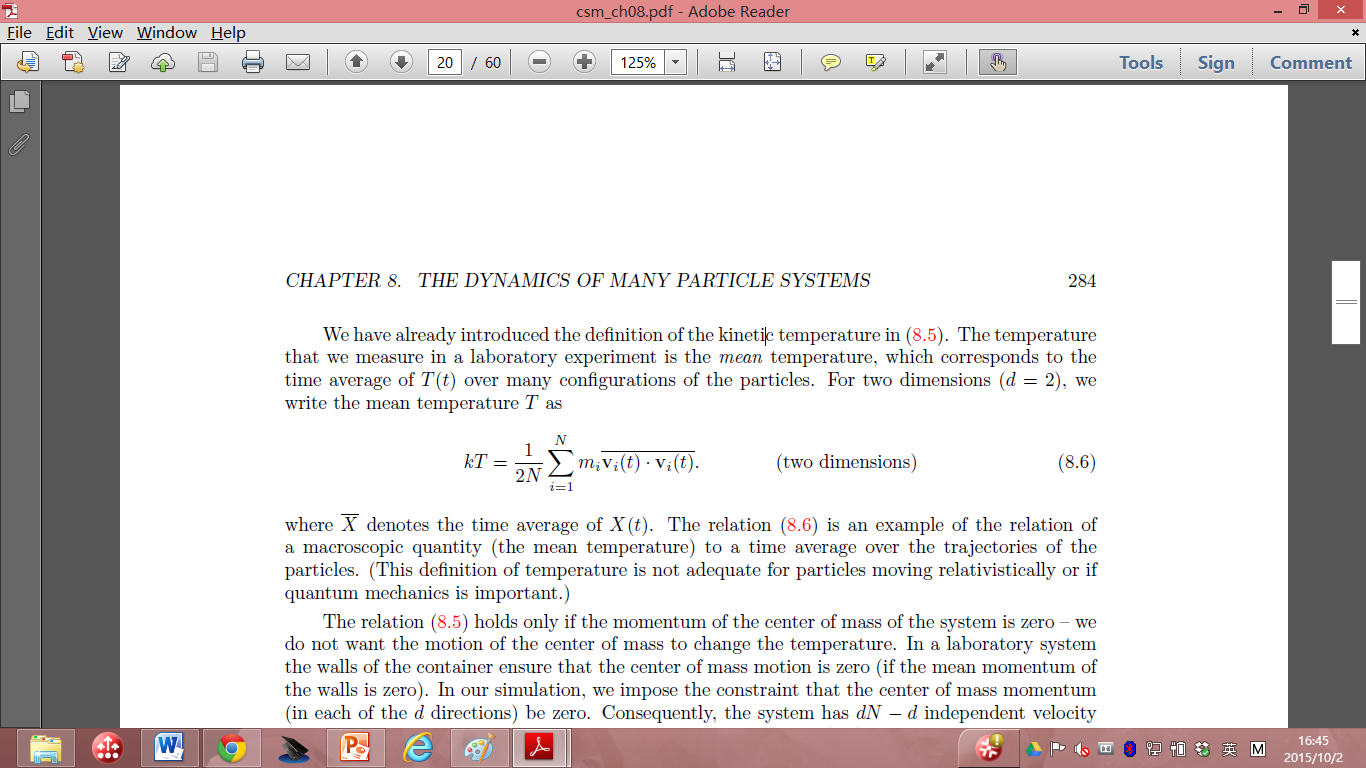 csm_ch08.pdf - Adobe Reader
File Edit View Window Help
20 / 60 125% Tools Sign Comment
CHAPTER 8. THE DYNAMICS OF MANY PARTICLE SYSTEMS 284
We have already introduced the definition of the kinetic temperature in (8.5). The temperature
that we measure in a laboratory experiment is the mean temperature, which corresponds to the
time average of T(t) over many configurations of the particles. For two dimensions (d = 2), we
write the mean temperature T as
kT = \frac{1}{2N} \sum_{i=1}^{N} m_i \overline{\mathbf{v}_i(t) \cdot \mathbf{v}_i(t)}. (two dimensions) (8.6)
where \overline{X} denotes the time average of X(t). The relation (8.6) is an example of the relation of
a macroscopic quantity (the mean temperature) to a time average over the trajectories of the
particles. (This definition of temperature is not adequate for particles moving relativistically or if
quantum mechanics is important.)
The relation (8.5) holds only if the momentum of the center of mass of the system is zero – we
do not want the motion of the center of mass to change the temperature. In a laboratory system
the walls of the container ensure that the center of mass motion is zero (if the mean momentum of
the walls is zero). In our simulation, we impose the constraint that the center of mass momentum
(in each of the d directions) be zero. Consequently, the system has dN − d independent velocity
英 M 16:45
2015/10/2